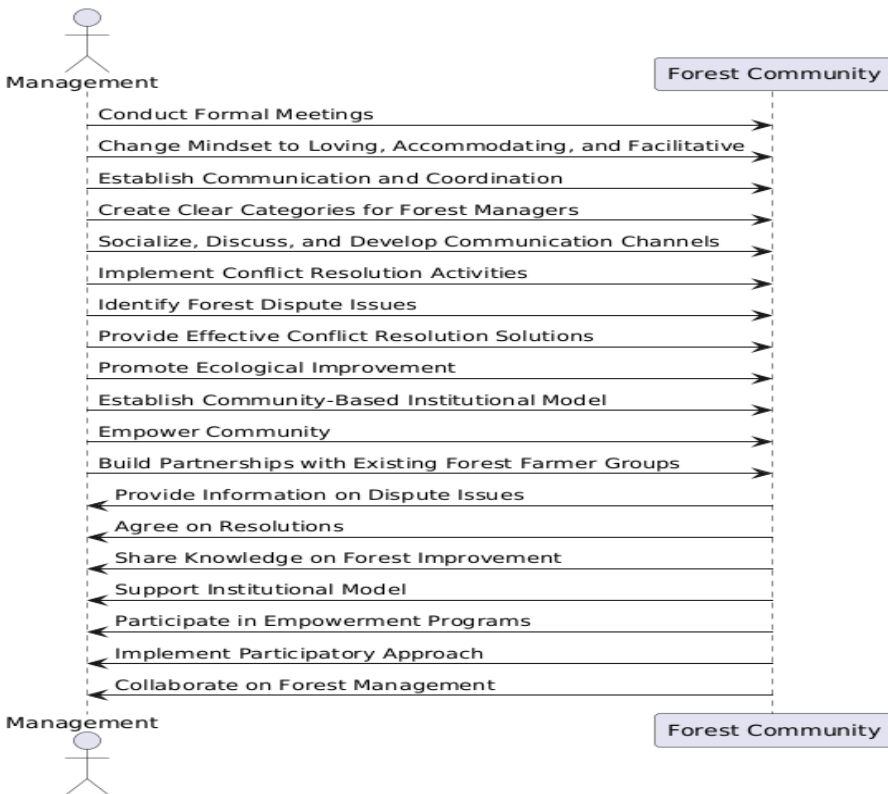 Management
Forest Community
Conduct Formal Meetings
Change Mindset to Loving, Accommodating, and Facilitative
Establish Communication and Coordination
Create Clear Categories for Forest Managers
Socialize, Discuss, and Develop Communication Channels
Implement Conflict Resolution Activities
Identify Forest Dispute Issues
Provide Effective Conflict Resolution Solutions
Promote Ecological Improvement
Establish Community-Based Institutional Model
Empower Community
Build Partnerships with Existing Forest Farmer Groups
Provide Information on Dispute Issues
Agree on Resolutions
Share Knowledge on Forest Improvement
Support Institutional Model
Participate in Empowerment Programs
Implement Participatory Approach
Collaborate on Forest Management
Management
Forest Community